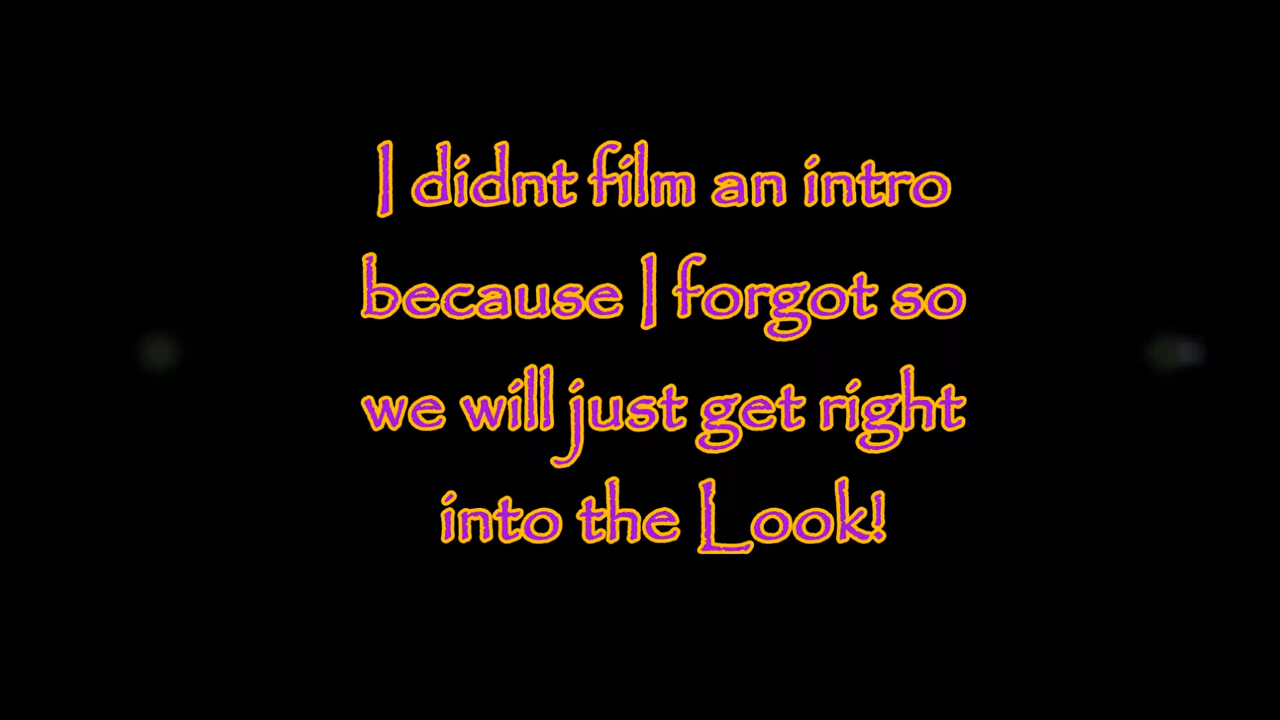 I didnt film an intro
because I forgot so
we will just get right
into the Look!